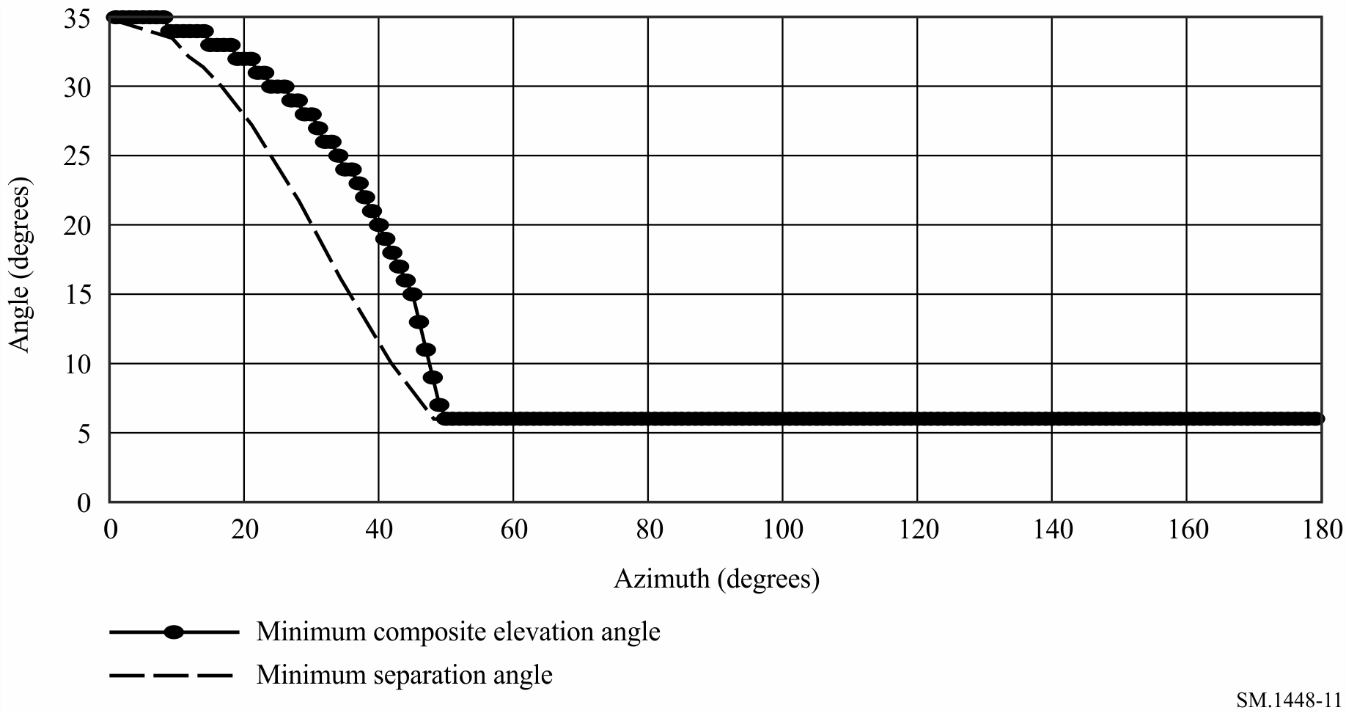 35
30
25
20
15
10
5
0
Angle (degrees)
0 20 40 60 80 100 120 140 160 180
Azimuth (degrees)
Minimum composite elevation angle
Minimum separation angle
SM.1448-11